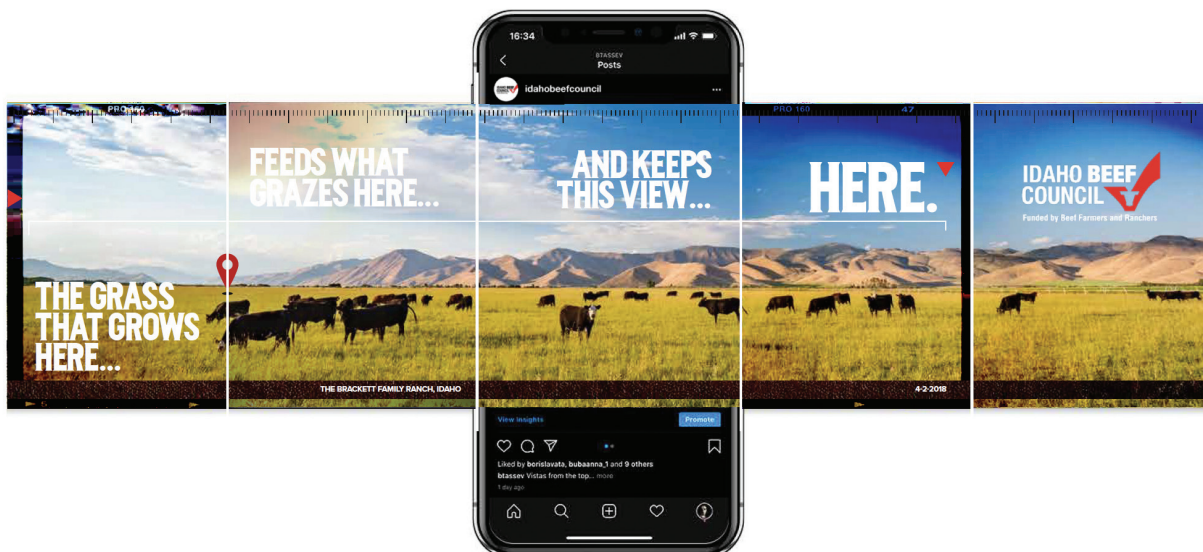 16:34
BTASSEV
Posts
idahobeefcouncil
PRO 160
PRO 160
47
FEEDS WHAT
GRAZES HERE...
AND KEEPS
THIS VIEW...
HERE.
IDAHO BEEF
COUNCIL
Funded by Beef Farmers and Ranchers
THE GRASS
THAT GROWS
HERE...
THE BRACKETT FAMILY RANCH, IDAHO
4-2-2018
View Insights
Promote
Liked by borislavata, bubaanna_1 and 9 others
btassev Vistas from the top... more
1 day ago